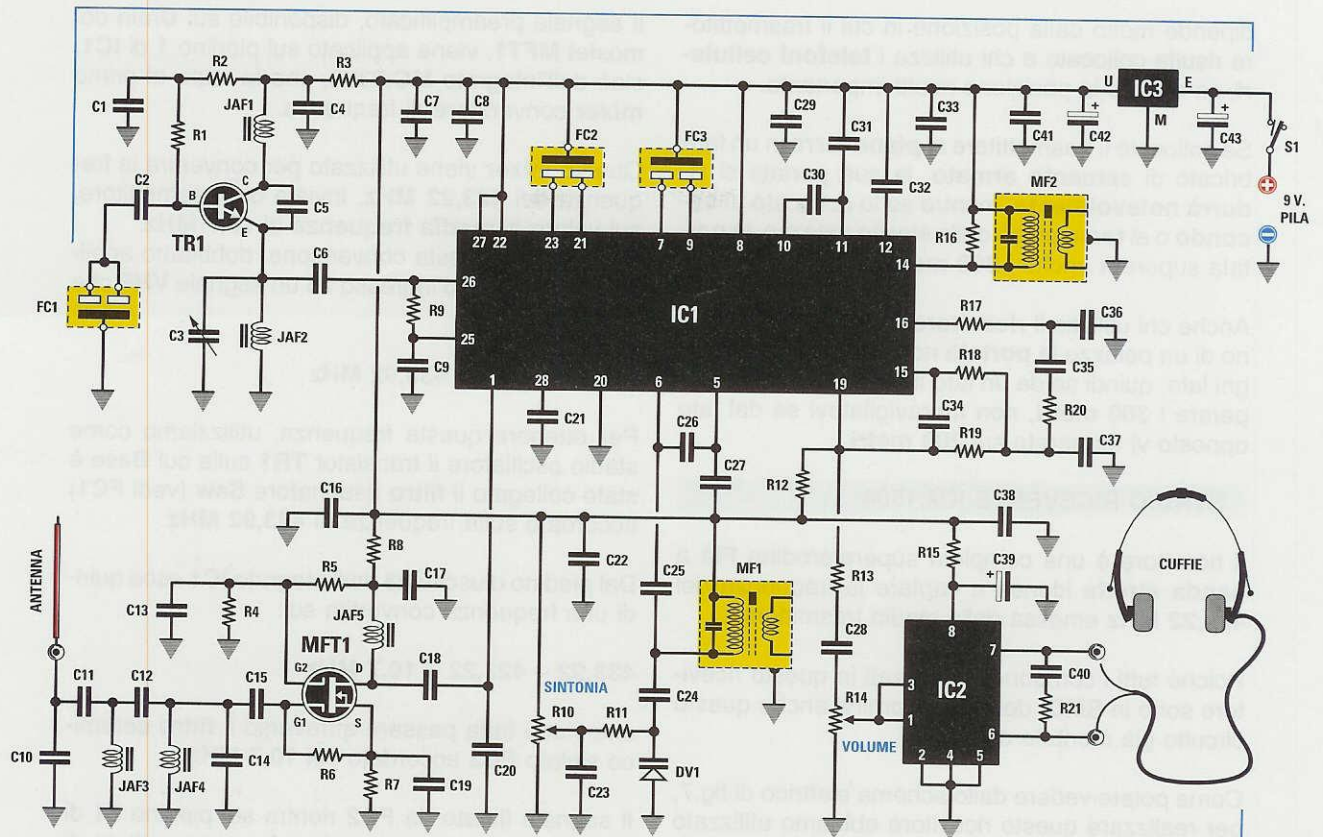 R2
R3
C1
R1
JAF1
C4
C7
C8
FC2
FC3
C29
C31
C33
C41
C42
+
U
IC3
E
M
+
C43
S1
9 V.
PILA
C2
B
C
E
TR1
C5
C30
C32
MF2
R16
C6
27
22
23
21
7
9
8
10
11
12
14
FC1
C3
JAF2
R9
C9
26
25
IC1
16
15
R17
C36
R18
C35
1
28
20
6
5
19
C34
R20
C21
C26
C27
R12
R19
C37
C16
R8
C22
C25
MF1
R15
C38
C39
+
CUFFIE
ANTENNA
R5
C17
C13
R4
JAF5
R13
C28
8
7
C11
C12
C15
G2
D
MFT1
G1
S
C18
SINTONIA
R10
R11
C24
R14
VOLUME
3
1
IC2
6
C40
R21
C10
JAF3
JAF4
C14
R6
R7
C19
C20
C23
DV1
2
4
5